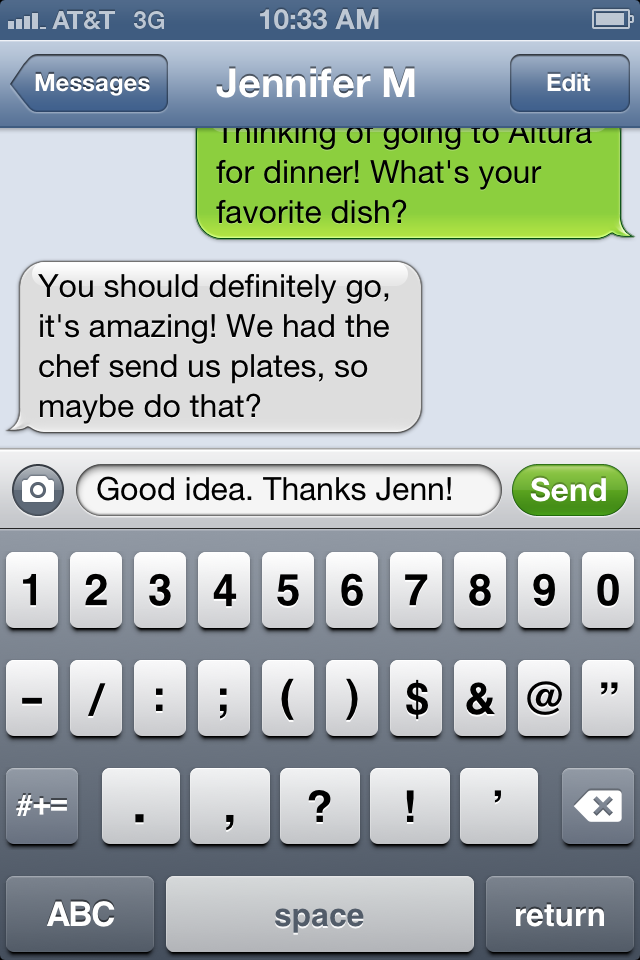 AT&T 3G 10:33 AM
Messages Jennifer M Edit
Thinking of going to Altura
for dinner! What's your
favorite dish?
You should definitely go,
it's amazing! We had the
chef send us plates, so
maybe do that?
Good idea. Thanks Jenn! Send
1 2 3 4 5 6 7 8 9 0
- / : ; ( ) $ & @ ”
#+= . , ? ! ’
ABC space return